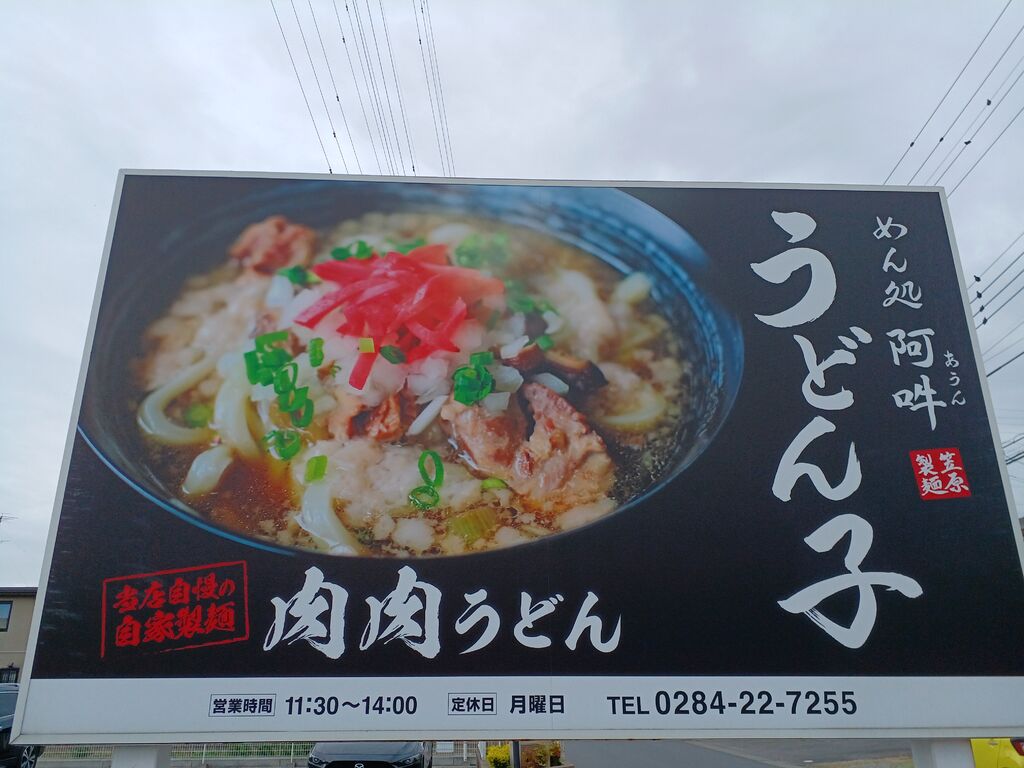 めん処 阿吽
あうん
うどん子
笠原
製麺
当店自慢の
自家製麺
肉肉うどん
営業時間 11:30～14:00 定休日 月曜日 TEL 0284-22-7255